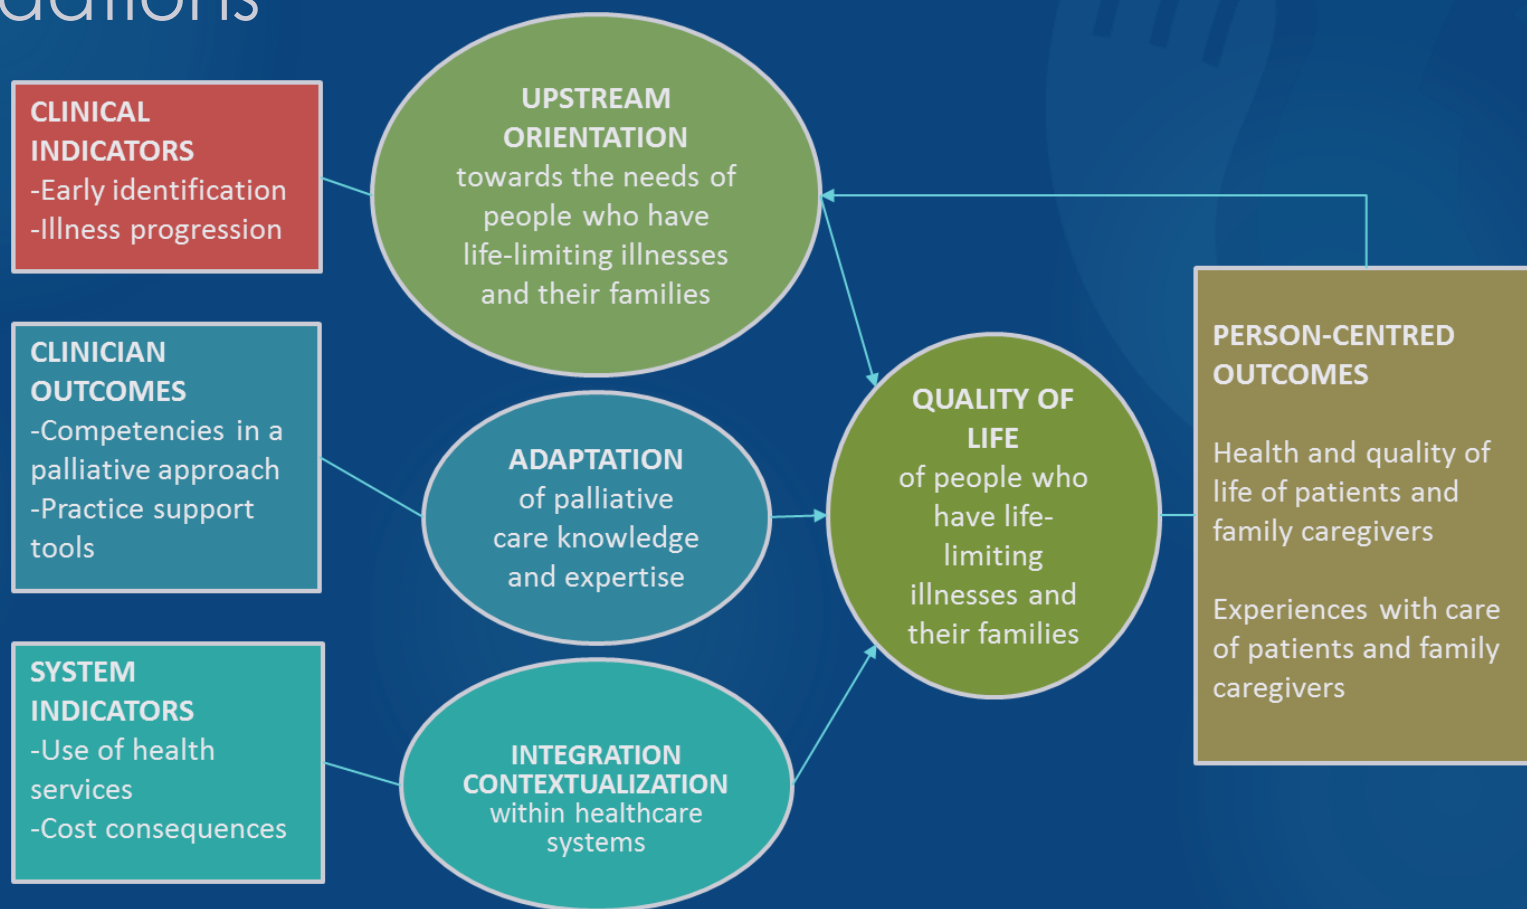 CLINICAL
INDICATORS
-Early identification
-Illness progression
UPSTREAM
ORIENTATION
towards the needs of
people who have
life-limiting illnesses
and their families
CLINICIAN
OUTCOMES
-Competencies in a
palliative approach
-Practice support
tools
ADAPTATION
of palliative
care knowledge
and expertise
QUALITY OF
LIFE
of people who
have life-
limiting
illnesses and
their families
PERSON-CENTRED
OUTCOMES
Health and quality of
life of patients and
family caregivers
Experiences with care
of patients and family
caregivers
SYSTEM
INDICATORS
-Use of health
services
-Cost consequences
INTEGRATION
CONTEXTUALIZATION
within healthcare
systems